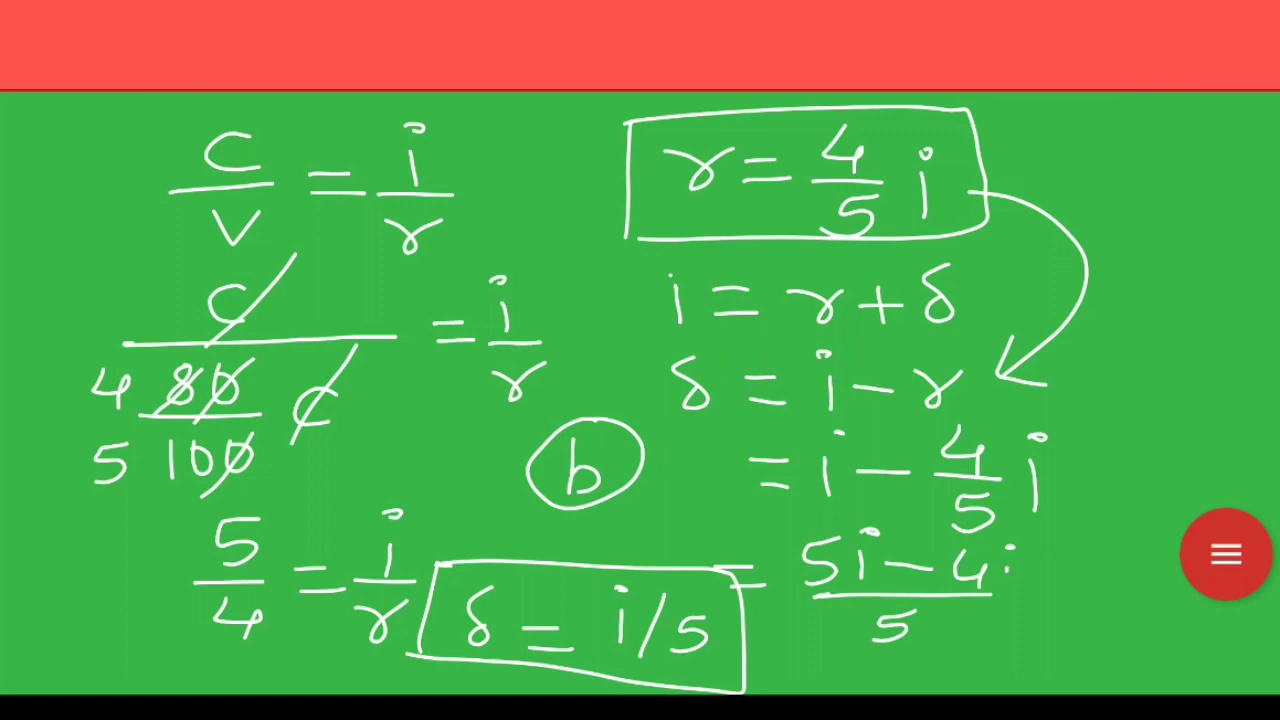 c/v = i/r
c / (80/100 c) = i/r
4
5
5/4 = i/r
r = 4/5 i
i = r + δ
δ = i − r
= i − 4/5 i
= (5i − 4i)/5
δ = i/5
b